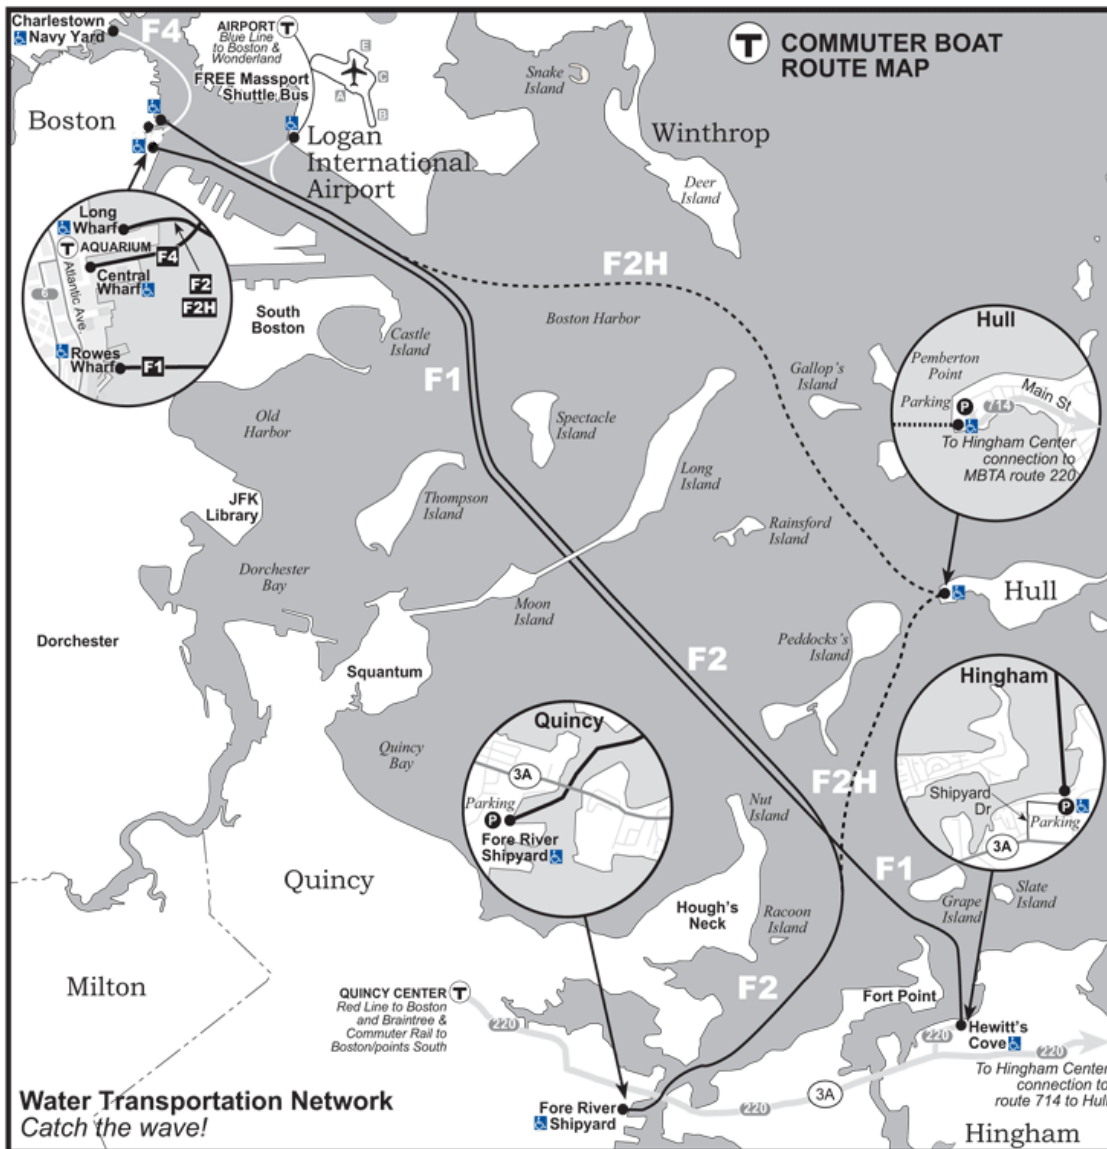 Charlestown
Navy Yard
F4
AIRPORT T
Blue Line
to Boston &
Wonderland
FREE Massport
Shuttle Bus
E
C
A
B
Snake
Island
T COMMUTER BOAT
ROUTE MAP
Boston
Logan
International
Airport
Winthrop
Deer
Island
Long
Wharf
T AQUARIUM
F4
Central
Wharf
F2
F2H
6
Atlantic Ave.
Rowes
Wharf
F1
South
Boston
Castle
Island
F1
F2H
Boston Harbor
Hull
Pemberton
Point
Parking
P
714
Main St
To Hingham Center
connection to
MBTA route 220
Gallop's
Island
Old
Harbor
Spectacle
Island
Long
Island
JFK
Library
Thompson
Island
Rainsford
Island
Dorchester
Bay
Moon
Island
Hull
Dorchester
Squantum
Peddocks's
Island
F2
Hingham
Shipyard
Dr
P
Parking
3A
Quincy
3A
Parking
P
Fore River
Shipyard
Quincy
Bay
F2H
Nut
Island
F1
Quincy
Hough's
Neck
Racoon
Island
Grape
Island
Slate
Island
Milton
QUINCY CENTER T
Red Line to Boston
and Braintree &
Commuter Rail to
Boston/points South
220
F2
Fort Point
220
Hewitt's
Cove
220
To Hingham Center
connection to
route 714 to Hull
3A
220
Fore River
Shipyard
Water Transportation Network
Catch the wave!
Hingham